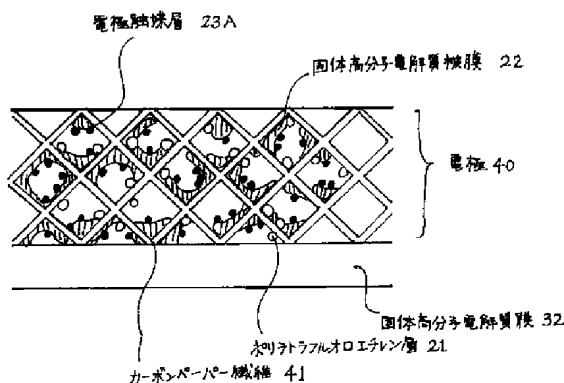 電極触媒層 23A
固体高分子電解質被膜 22
電極 40
固体高分子電解質膜 32
ポリテトラフルオロエチレン層 21
カーボンペーパー繊維 41